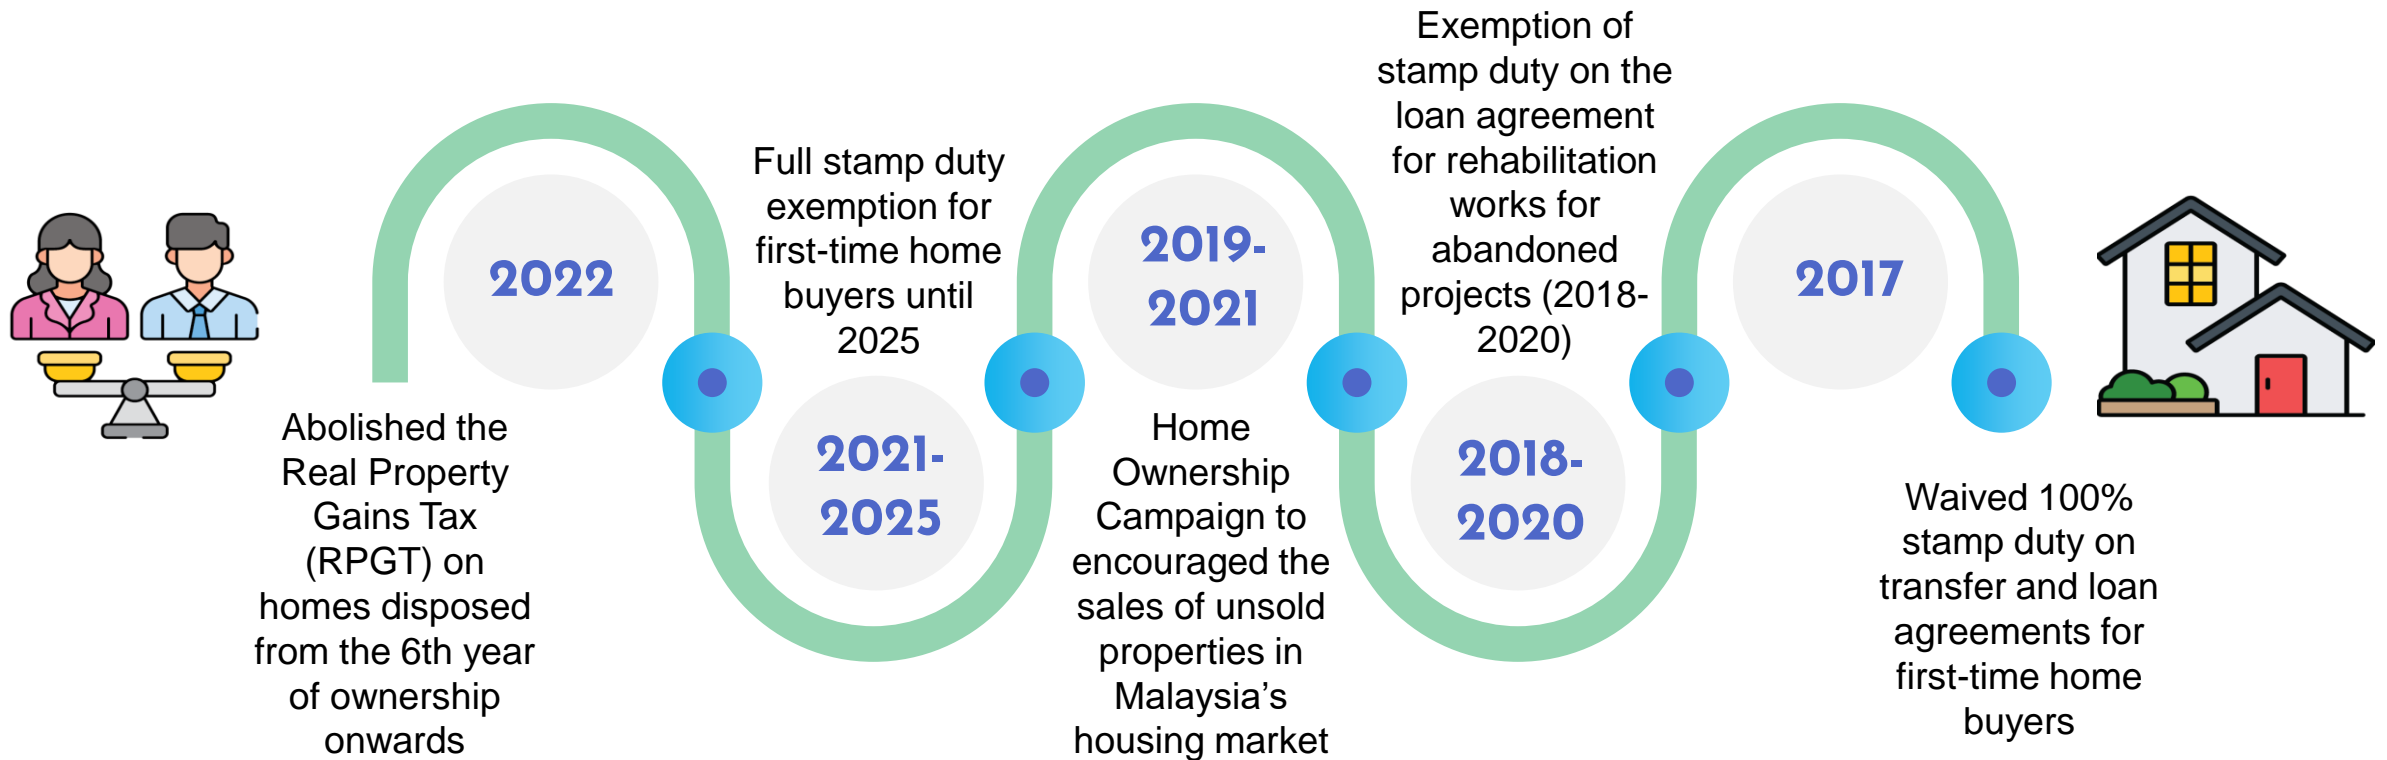 2022
Abolished the
Real Property
Gains Tax
(RPGT) on
homes disposed
from the 6th year
of ownership
onwards
Full stamp duty
exemption for
first-time home
buyers until
2025
2021-
2025
2019-
2021
Home
Ownership
Campaign to
encouraged the
sales of unsold
properties in
Malaysia’s
housing market
Exemption of
stamp duty on the
loan agreement
for rehabilitation
works for
abandoned
projects (2018-
2020)
2018-
2020
2017
Waived 100%
stamp duty on
transfer and loan
agreements for
first-time home
buyers